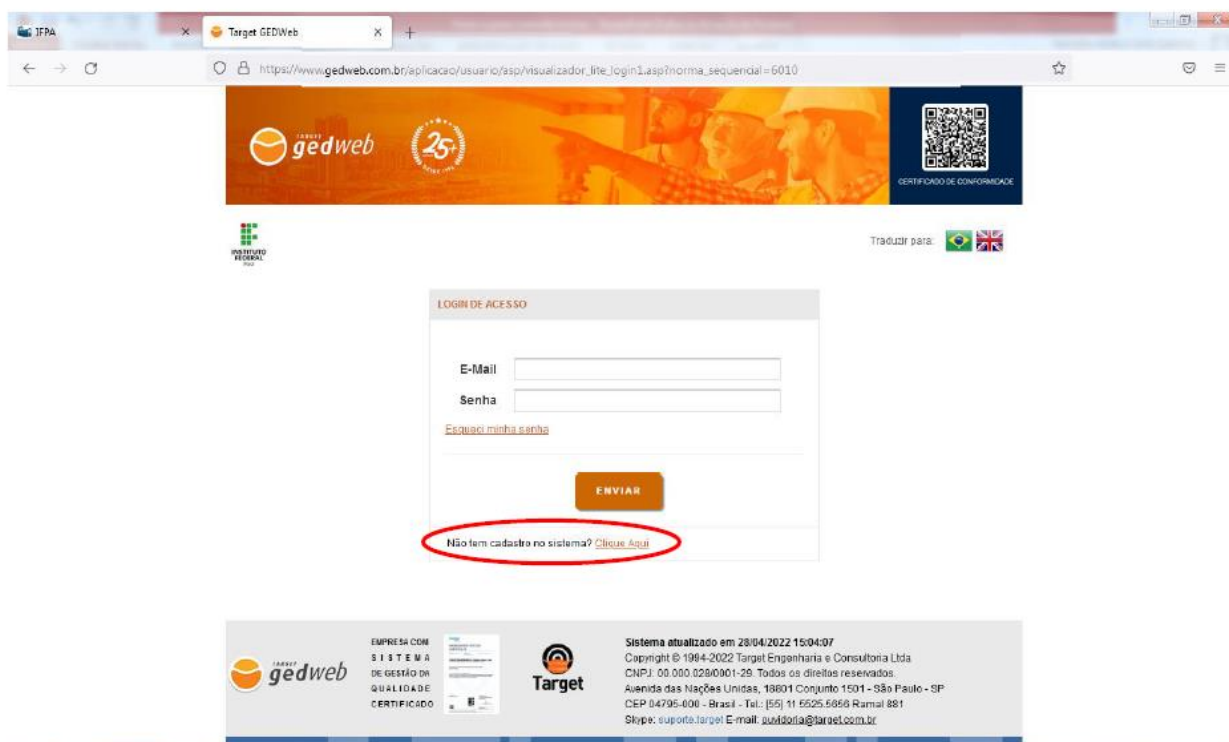 IFPA
Target GEDWeb
https://www.gedweb.com.br/aplicacao/usuario/asp/visualizador_lite_login1.asp?norma_sequencial=6010
TARGET
gedweb
25+
DESDE
CERTIFICADO DE CONFORMIDADE
INSTITUTO
FEDERAL
Pará
Traduzir para:
LOGIN DE ACESSO
E-Mail
Senha
Esqueci minha senha
ENVIAR
Não tem cadastro no sistema? Clique Aqui
TARGET
gedweb
EMPRESA COM
SISTEMA
DE GESTÃO DA
QUALIDADE
CERTIFICADO
Target
Sistema atualizado em 28/04/2022 15:04:07
Copyright © 1994-2022 Target Engenharia e Consultoria Ltda.
CNPJ: 00.000.028/0001-29. Todos os direitos reservados.
Avenida das Nações Unidas, 18801 Conjunto 1501 - São Paulo - SP
CEP 04795-000 - Brasil - Tel.: [55] 11 5525.5656 Ramal 881
Skype: suporte.target E-mail: ouvidoria@target.com.br